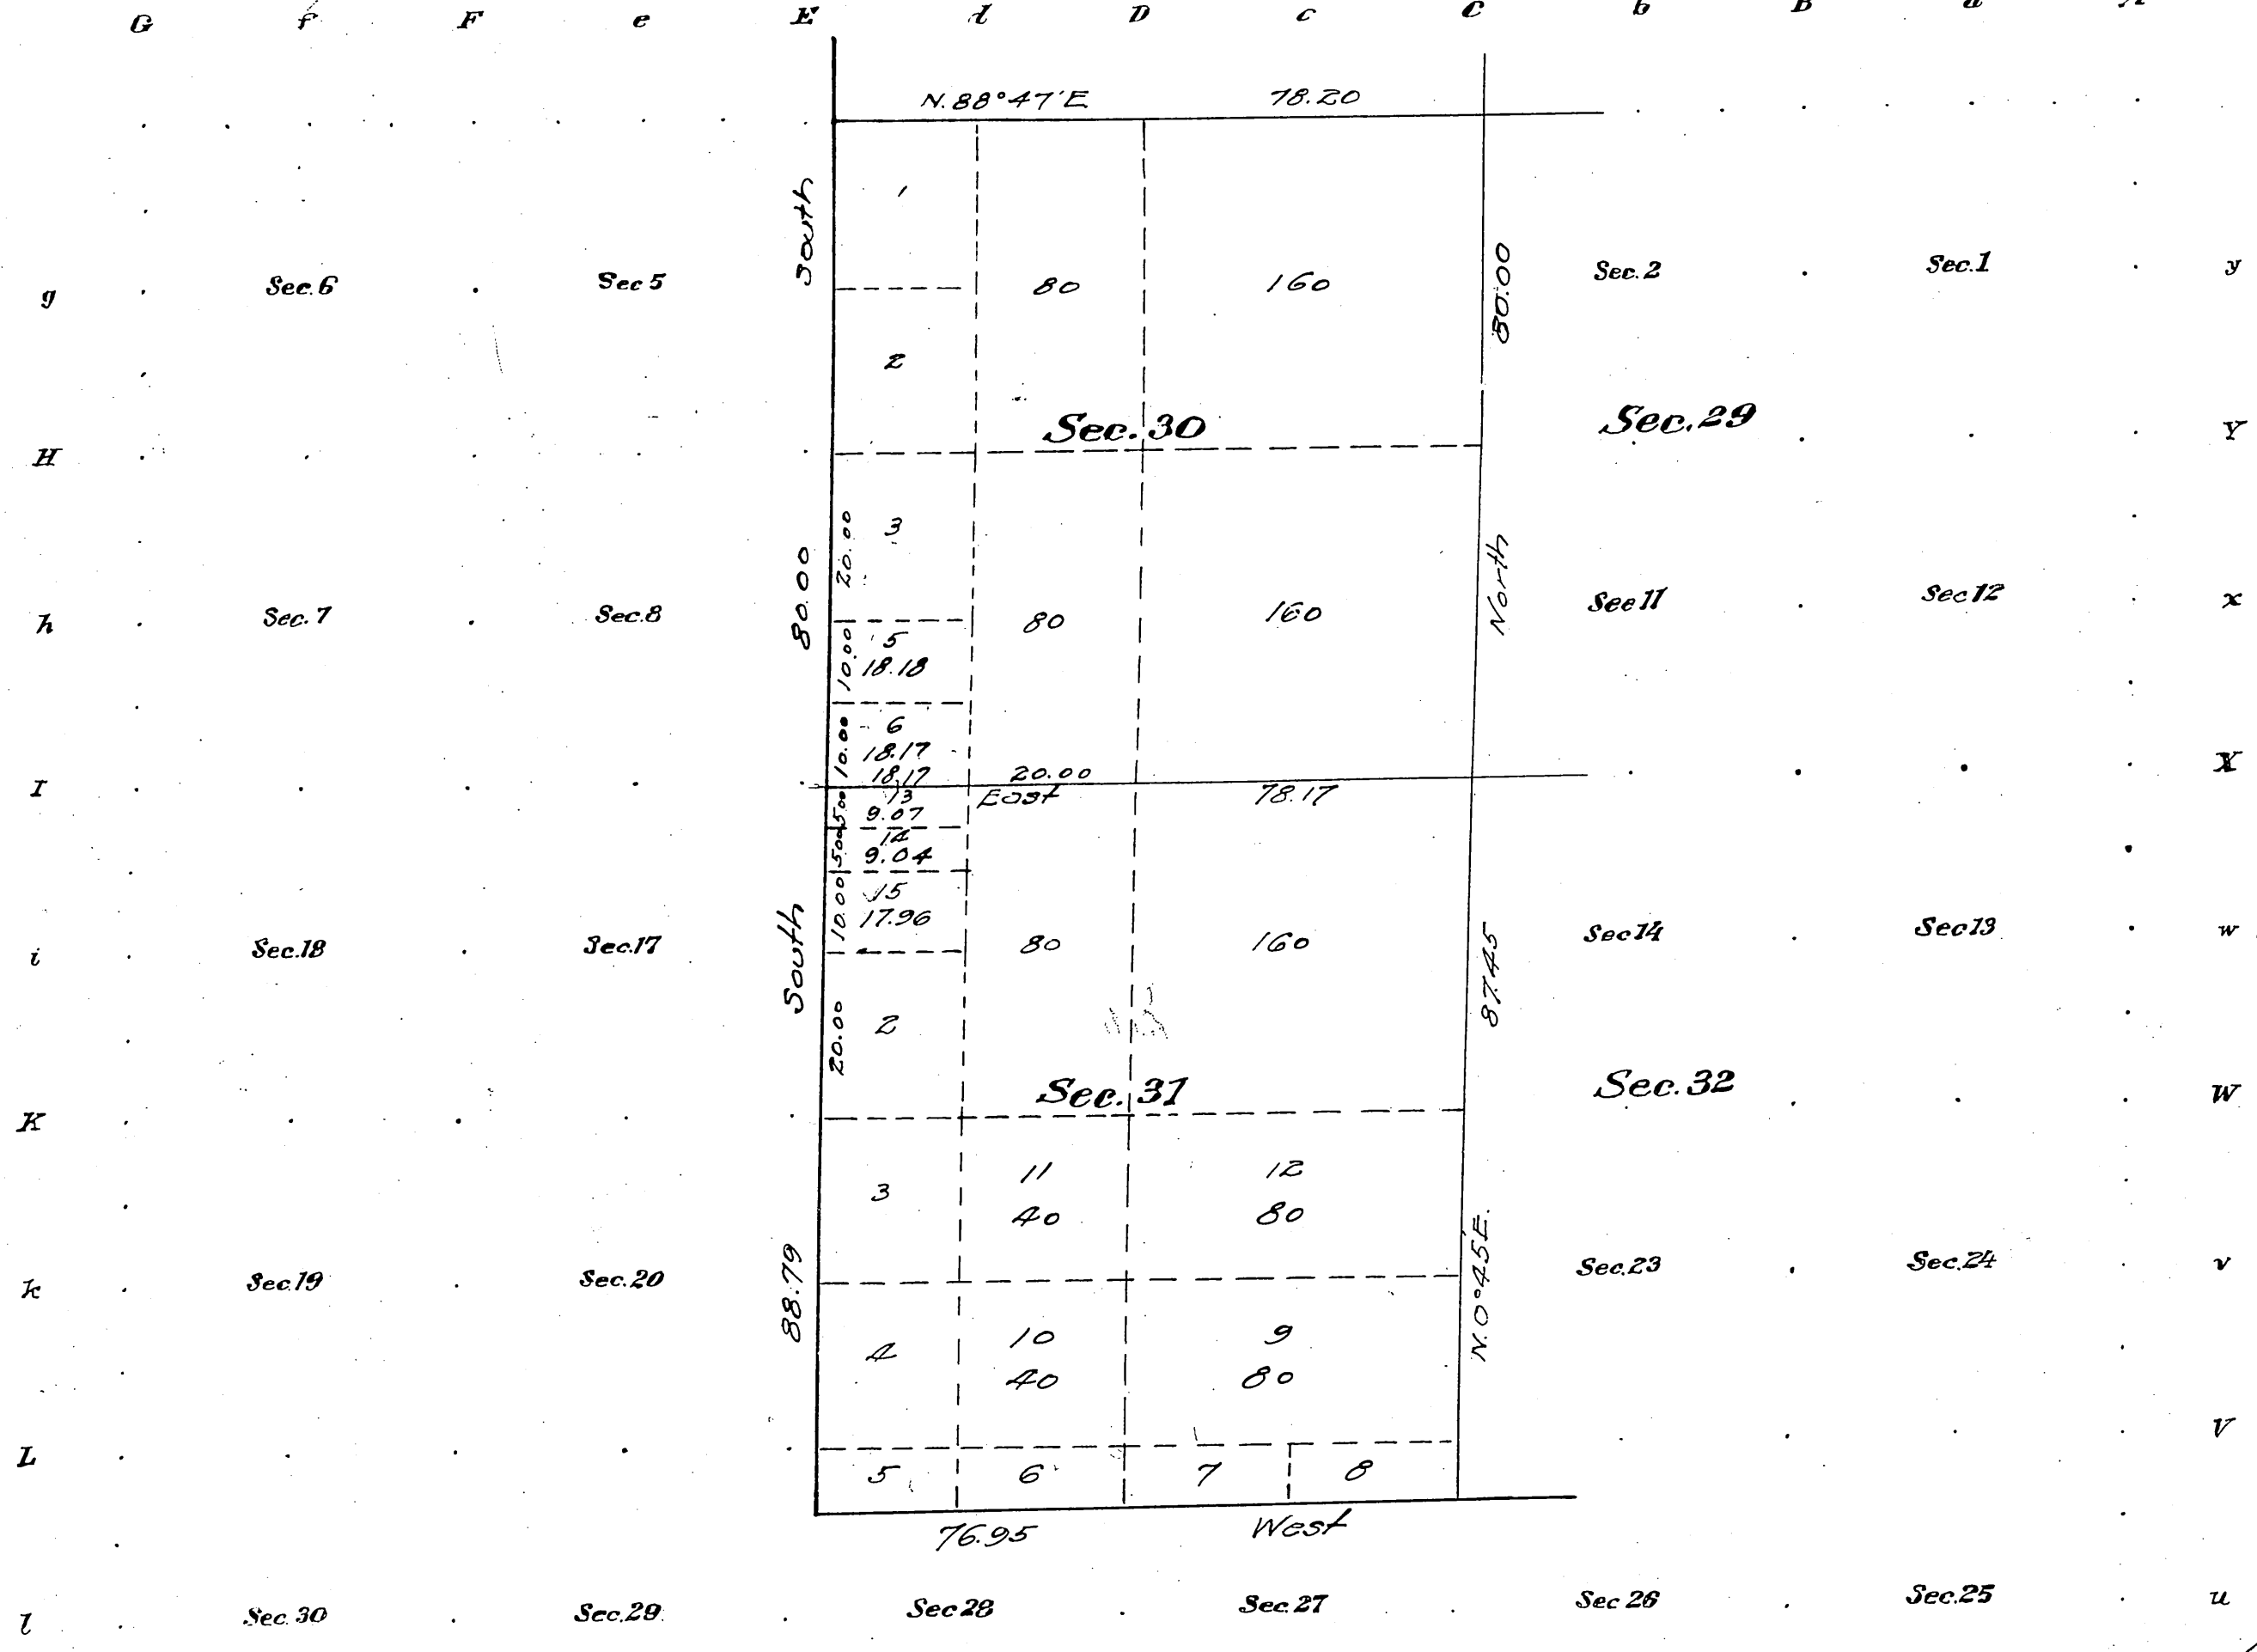 G f F e E d D c C b B a
N. 88° 47' E 78.20
South
1
g Sec. 6 Sec 5 80 160 80.00 Sec. 2 Sec. 1 y
2
Sec. 30 Sec. 29
H Y
20.00 3
80.00 North
h Sec. 7 Sec. 8 80 160 See 11 Sec 12 x
10.00 5
18.18
10.00 6
18.17
18.17 20.00
I X
East 78.17
5.00 13
9.07
5.00 14
9.04
10.00 15
17.96
South
i Sec. 18 Sec. 17 80 160 87.45 Sec 14 Sec 13 w
20.00 2
Sec. 31 Sec. 32
K W
3 11 12
40 80
88.79 N. 0° 45' E.
k Sec. 19 Sec. 20 Sec. 23 Sec. 24 v
4 10 9
40 80
L V
5 6 7 8
76.95 West
l Sec. 30 Sec. 29 Sec 28 Sec. 27 Sec 26 Sec. 25 u